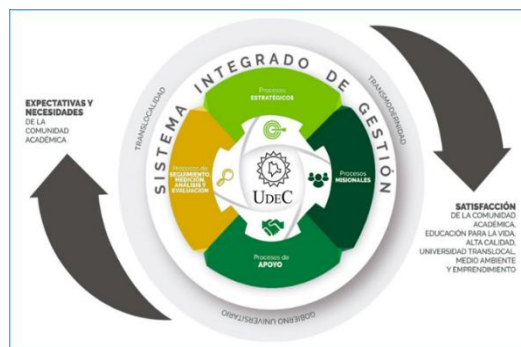 SISTEMA INTEGRADO DE GESTIÓN
TRANSLOCALIDAD
TRANSMODERNIDAD
GOBIERNO UNIVERSITARIO
EXPECTATIVAS Y
NECESIDADES
DE LA
COMUNIDAD
ACADÉMICA
Procesos
ESTRATÉGICOS
Procesos de
SEGUIMIENTO,
MEDICIÓN,
ANÁLISIS Y
EVALUACIÓN
UDEC
Procesos
MISIONALES
Procesos de
APOYO
SATISFACCIÓN
DE LA COMUNIDAD
ACADÉMICA,
EDUCACIÓN PARA LA VIDA,
ALTA CALIDAD,
UNIVERSIDAD TRANSLOCAL,
MEDIO AMBIENTE
Y EMPRENDIMIENTO